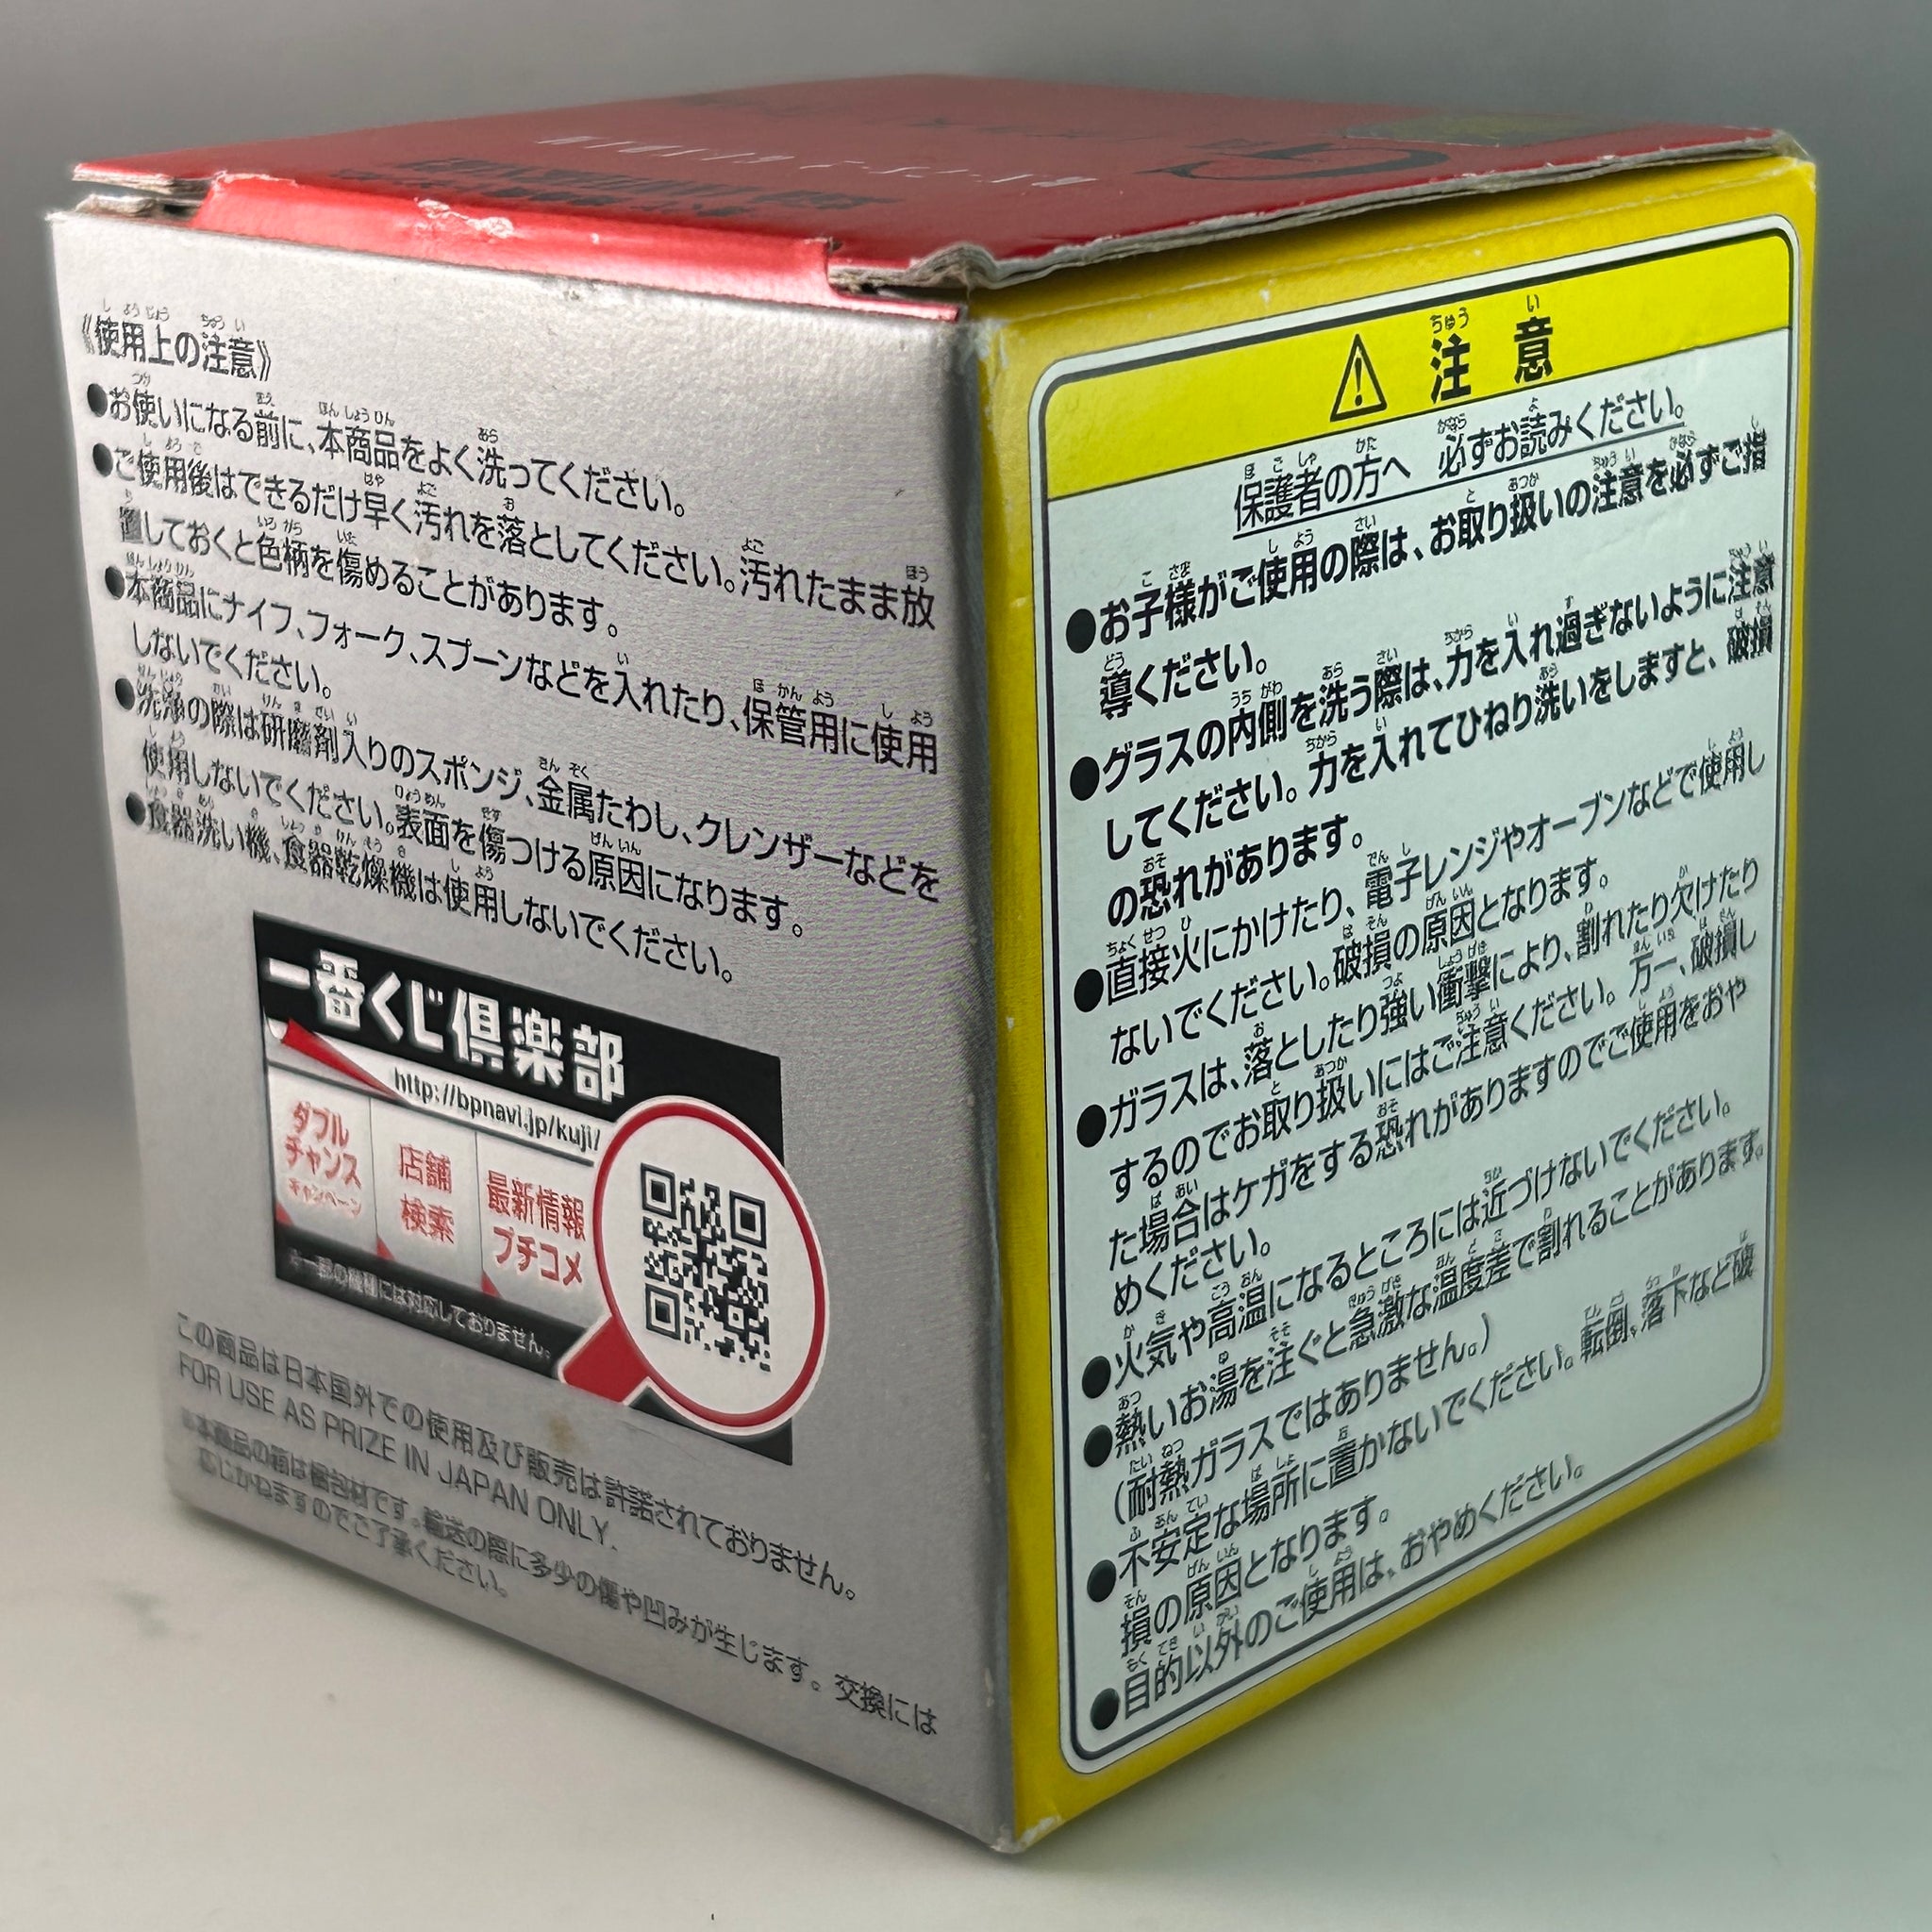 《使用上の注意》
●お使いになる前に、本商品をよく洗ってください。
●ご使用後はできるだけ早く汚れを落としてください。汚れたまま放
置しておくと色柄を傷めることがあります。
●本商品にナイフ、フォーク、スプーンなどを入れたり、保管用に使用
しないでください。
●洗浄の際は研磨剤入りのスポンジ、金属たわし、クレンザーなどを
使用しないでください。表面を傷つける原因になります。
●食器洗い機、食器乾燥機は使用しないでください。
一番くじ倶楽部
http://bpnavi.jp/kuji/
ダブル
チャンス
キャンペーン
店舗
検索
最新情報
プチコメ
※一部の機種には対応しておりません。
この商品は日本国外での使用及び販売は許諾されておりません。
FOR USE AS PRIZE IN JAPAN ONLY.
※本商品の箱は梱包材です。輸送の際に多少の傷や凹みが生じます。交換には
応じかねますのでご了承ください。
⚠注意
保護者の方へ 必ずお読みください。
●お子様がご使用の際は、お取り扱いの注意を必ずご指
導ください。
●グラスの内側を洗う際は、力を入れ過ぎないように注意
してください。力を入れてひねり洗いをしますと、破損
の恐れがあります。
●直接火にかけたり、電子レンジやオーブンなどで使用し
ないでください。破損の原因となります。
●ガラスは、落としたり強い衝撃により、割れたり欠けたり
するのでお取り扱いにはご注意ください。万一、破損し
た場合はケガをする恐れがありますのでご使用をおや
めください。
●火気や高温になるところには近づけないでください。
●熱いお湯を注ぐと急激な温度差で割れることがあります。
(耐熱ガラスではありません。)
●不安定な場所に置かないでください。転倒、落下など破
損の原因となります。
●目的以外のご使用は、おやめください。